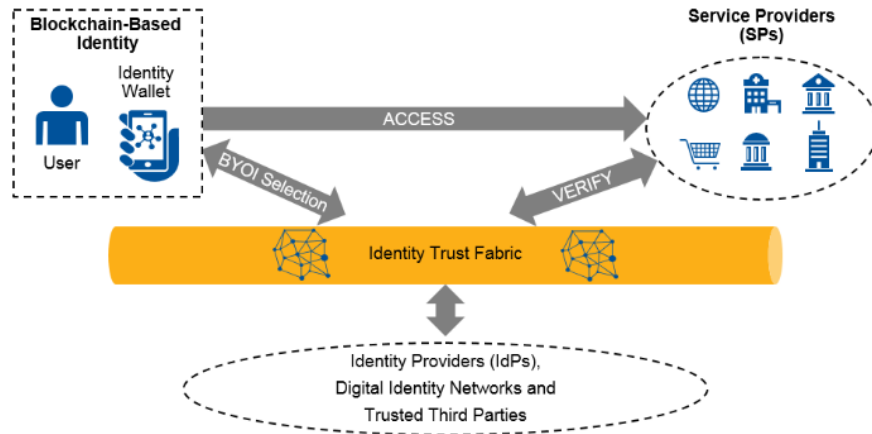 Blockchain-Based
Identity
Identity
Wallet
User
Service Providers
(SPs)
ACCESS
BYOI Selection
VERIFY
Identity Trust Fabric
Identity Providers (IdPs),
Digital Identity Networks and
Trusted Third Parties